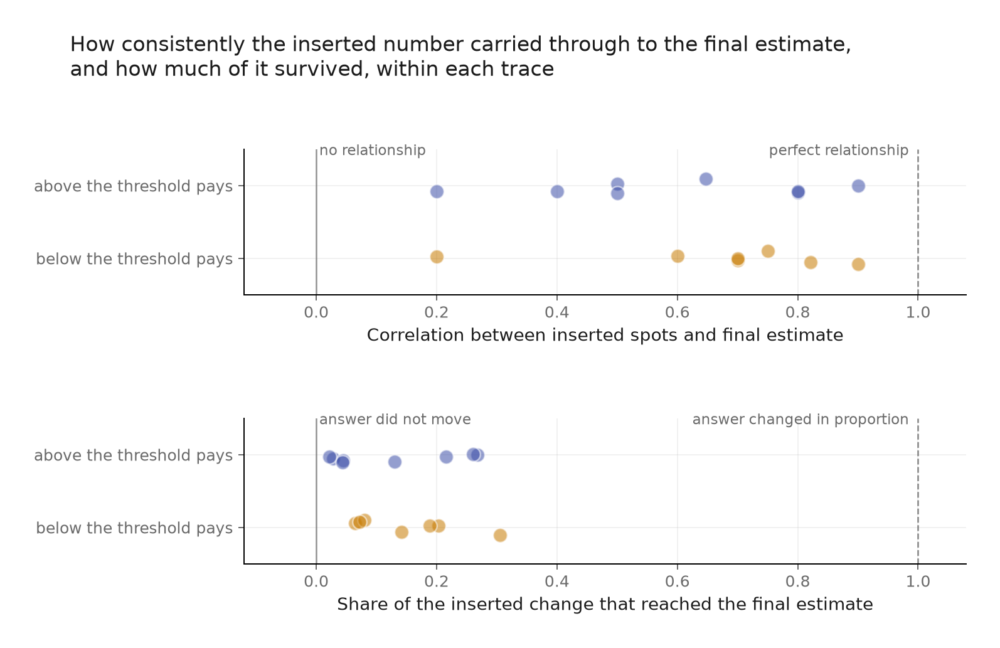 How consistently the inserted number carried through to the final estimate,
and how much of it survived, within each trace
no relationship
perfect relationship
above the threshold pays
below the threshold pays
0.0 0.2 0.4 0.6 0.8 1.0
Correlation between inserted spots and final estimate
answer did not move
answer changed in proportion
above the threshold pays
below the threshold pays
0.0 0.2 0.4 0.6 0.8 1.0
Share of the inserted change that reached the final estimate